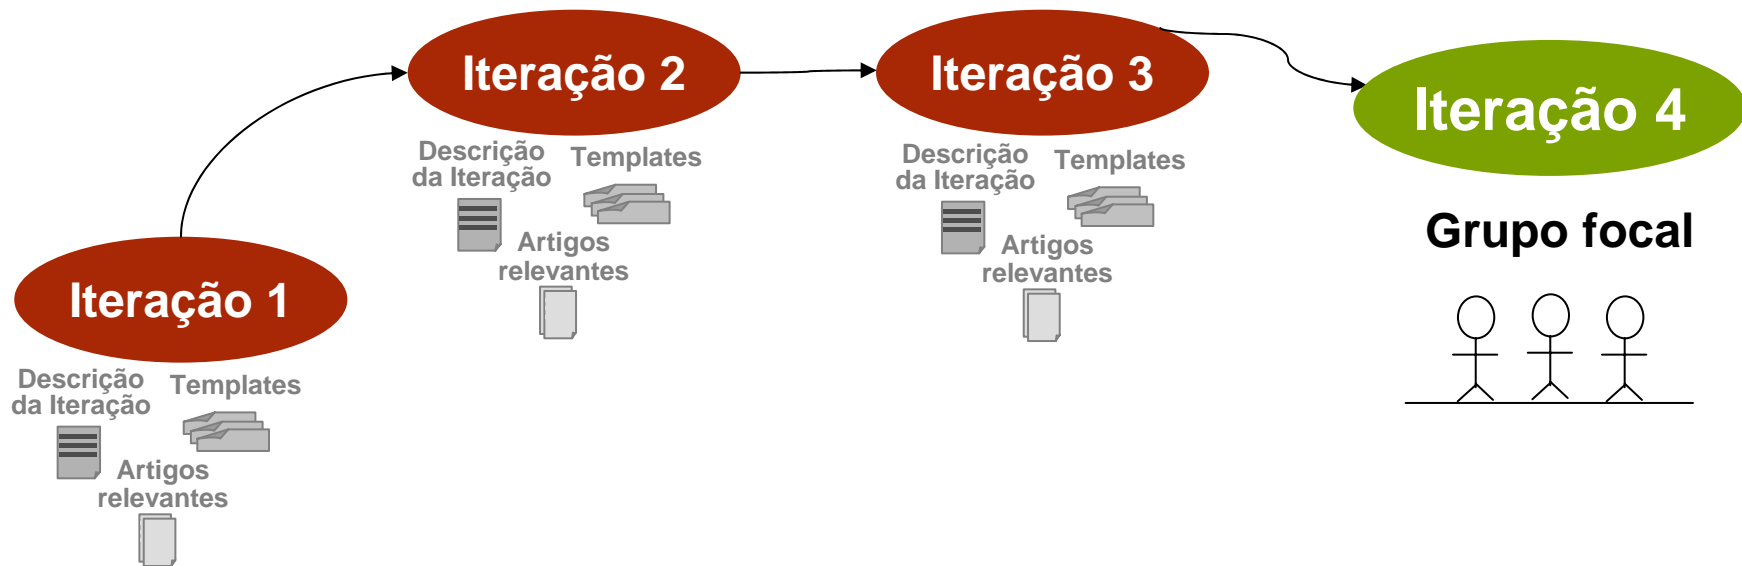 Iteração 1
Descrição
da Iteração
Templates
Artigos
relevantes
Iteração 2
Descrição
da Iteração
Templates
Artigos
relevantes
Iteração 3
Descrição
da Iteração
Templates
Artigos
relevantes
Iteração 4
Grupo focal